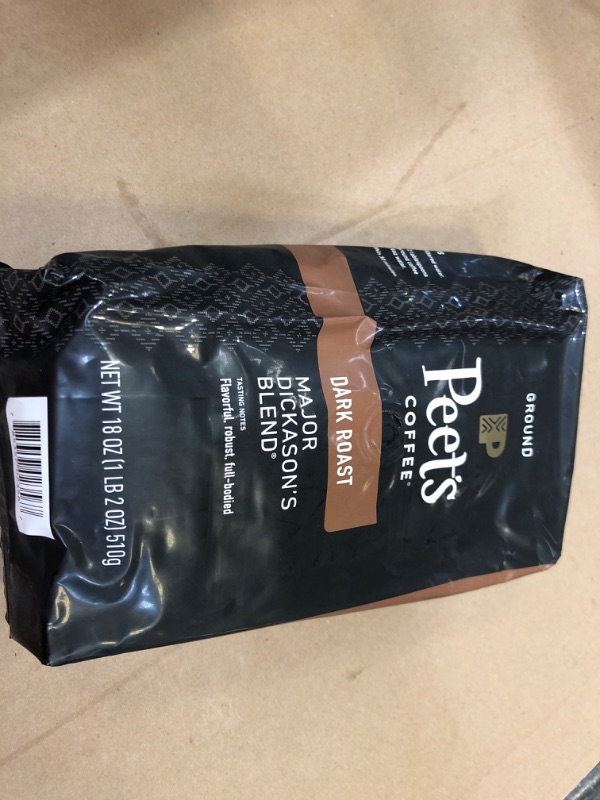 GROUND
P
Peet's
COFFEE®
DARK ROAST
MAJOR
DICKASON'S
BLEND®
TASTING NOTES
Flavorful, robust, full-bodied
NET WT 18 OZ (1 LB 2 OZ) 510g